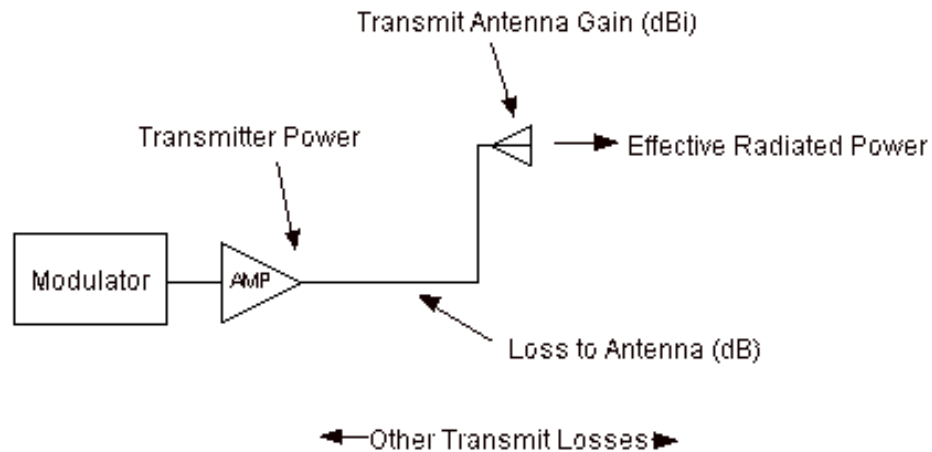 Transmit Antenna Gain (dBi)
Transmitter Power
Effective Radiated Power
Modulator
AMP
Loss to Antenna (dB)
Other Transmit Losses